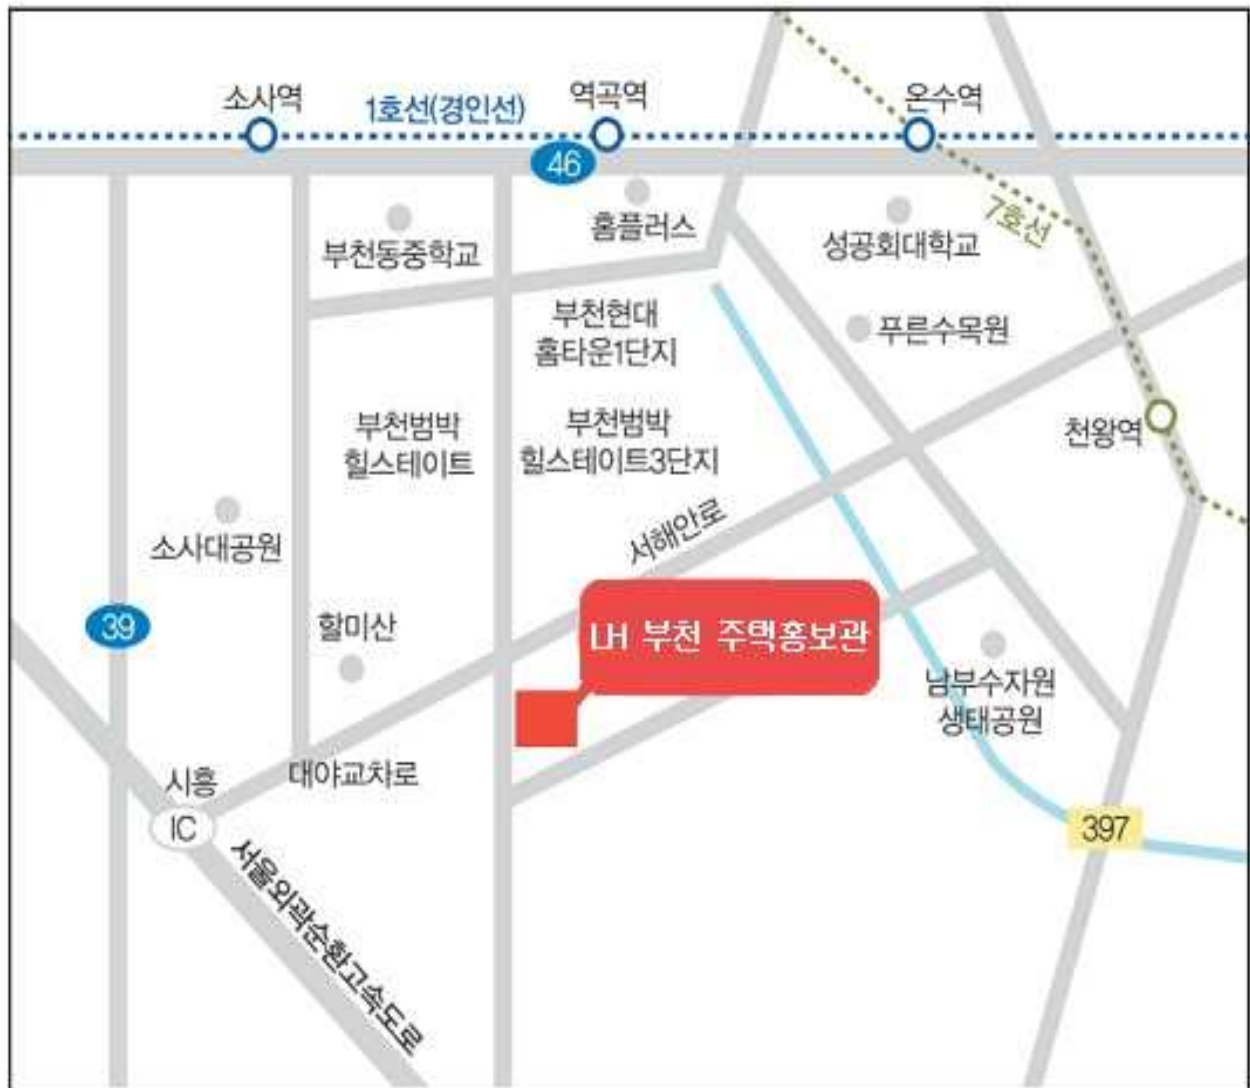 소사역
1호선(경인선)
역곡역
온수역
46
홈플러스
부천동중학교
성공회대학교
7호선
부천현대
홈타운1단지
푸른수목원
부천범박
힐스테이트
부천범박
힐스테이트3단지
천왕역
소사대공원
서해안로
39
할미산
LH 부천 주택홍보관
남부수자원
생태공원
시흥
IC
대야교차로
397
서울외곽순환고속도로